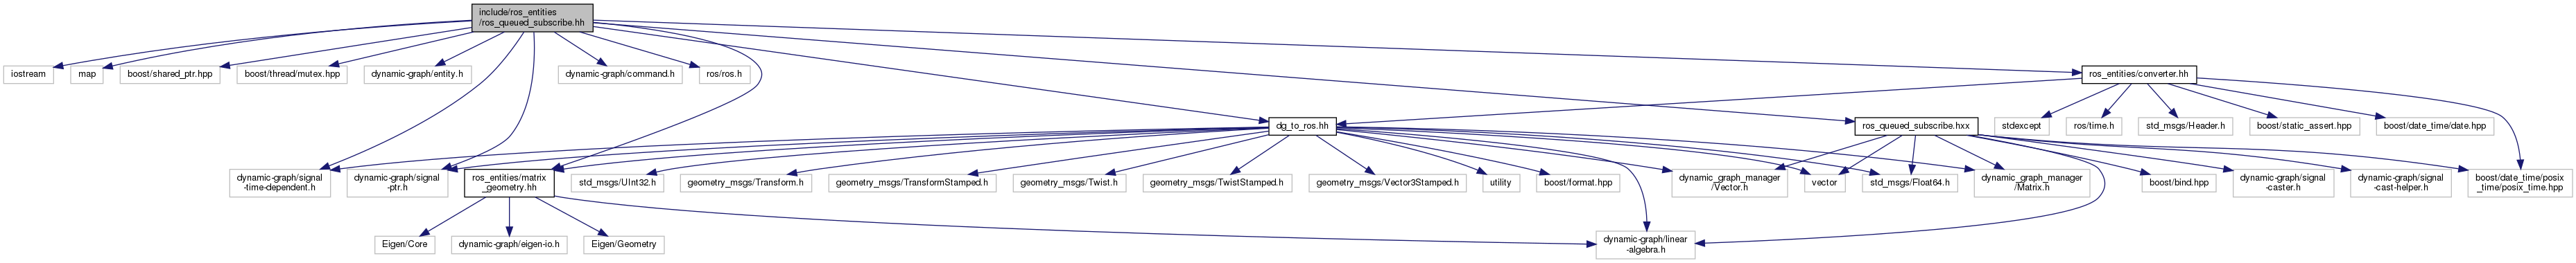 include/ros_entities
/ros_queued_subscribe.hh
iostream
map
boost/shared_ptr.hpp
boost/thread/mutex.hpp
dynamic-graph/entity.h
dynamic-graph/command.h
ros/ros.h
ros_entities/converter.hh
dg_to_ros.hh
ros_queued_subscribe.hxx
stdexcept
ros/time.h
std_msgs/Header.h
boost/static_assert.hpp
boost/date_time/date.hpp
dynamic-graph/signal
-time-dependent.h
dynamic-graph/signal
-ptr.h
ros_entities/matrix
_geometry.hh
std_msgs/UInt32.h
geometry_msgs/Transform.h
geometry_msgs/TransformStamped.h
geometry_msgs/Twist.h
geometry_msgs/TwistStamped.h
geometry_msgs/Vector3Stamped.h
utility
boost/format.hpp
dynamic_graph_manager
/Vector.h
vector
std_msgs/Float64.h
dynamic_graph_manager
/Matrix.h
boost/bind.hpp
dynamic-graph/signal
-caster.h
dynamic-graph/signal
-cast-helper.h
boost/date_time/posix
_time/posix_time.hpp
Eigen/Core
dynamic-graph/eigen-io.h
Eigen/Geometry
dynamic-graph/linear
-algebra.h